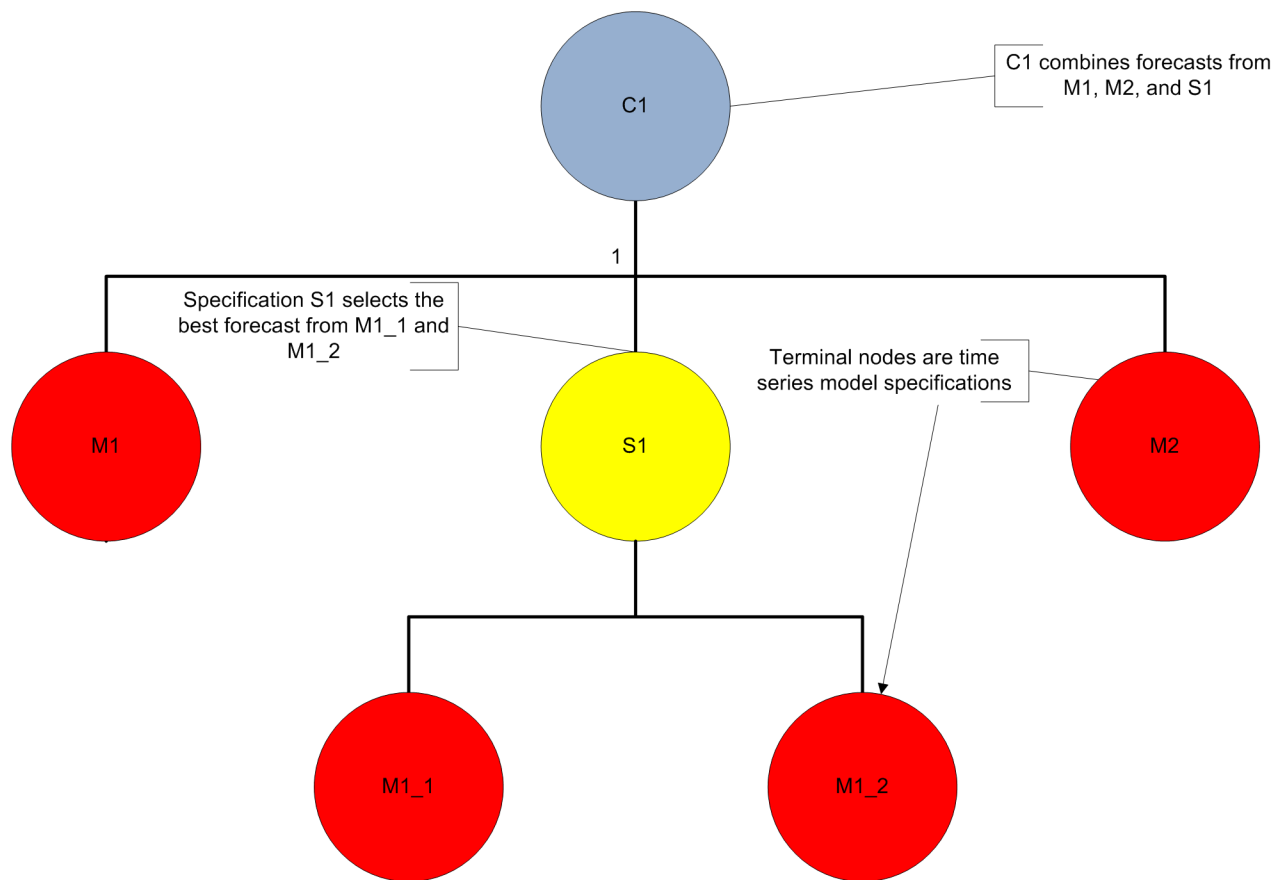 C1
C1 combines forecasts from
M1, M2, and S1
1
Specification S1 selects the
best forecast from M1_1 and
M1_2
Terminal nodes are time
series model specifications
M1
S1
M2
M1_1
M1_2